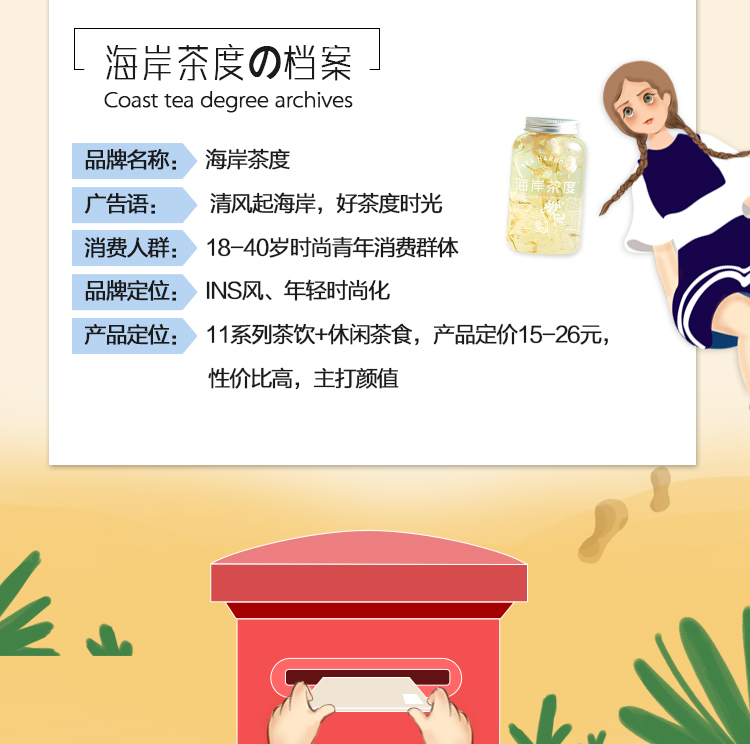 海岸茶度の档案
Coast tea degree archives
品牌名称： 海岸茶度
广告语： 清风起海岸，好茶度时光
消费人群： 18-40岁时尚青年消费群体
品牌定位： INS风、年轻时尚化
产品定位： 11系列茶饮+休闲茶食，产品定价15-26元，
性价比高，主打颜值
海岸茶度